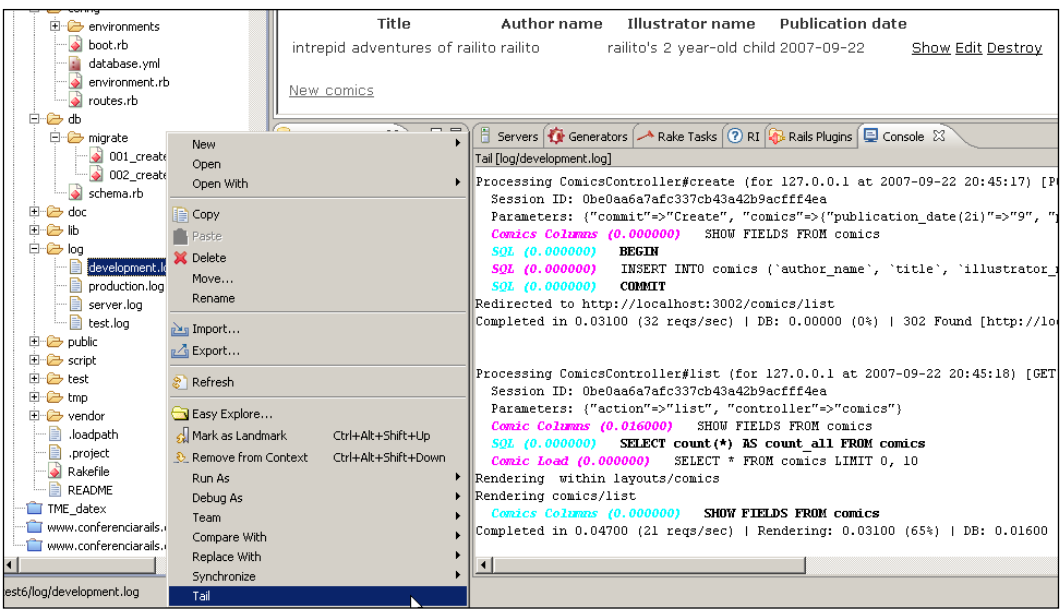 config
environments
boot.rb
database.yml
environment.rb
routes.rb
db
migrate
001_create
002_create
schema.rb
doc
lib
log
development.lo
production.log
server.log
test.log
public
script
test
tmp
vendor
.loadpath
.project
Rakefile
README
TME_datex
www.conferenciarails.
www.conferenciarails.
est6/log/development.log
New
Open
Open With
Copy
Paste
Delete
Move...
Rename
Import...
Export...
Refresh
Easy Explore...
Mark as Landmark Ctrl+Alt+Shift+Up
Remove from Context Ctrl+Alt+Shift+Down
Run As
Debug As
Team
Compare With
Replace With
Synchronize
Tail
Title Author name Illustrator name Publication date
intrepid adventures of railito railito railito's 2 year-old child 2007-09-22 Show Edit Destroy
New comics
Servers Generators Rake Tasks RI Rails Plugins Console
Tail [log/development.log]
Processing ComicsController#create (for 127.0.0.1 at 2007-09-22 20:45:17) [PO
Session ID: 0be0aa6a7afc337cb43a42b9acfff4ea
Parameters: {"commit"=>"Create", "comics"=>{"publication_date(2i)"=>"9", "p
Comics Columns (0.000000) SHOW FIELDS FROM comics
SQL (0.000000) BEGIN
SQL (0.000000) INSERT INTO comics (`author_name`, `title`, `illustrator_n
SQL (0.000000) COMMIT
Redirected to http://localhost:3002/comics/list
Completed in 0.03100 (32 reqs/sec) | DB: 0.00000 (0%) | 302 Found [http://lo
Processing ComicsController#list (for 127.0.0.1 at 2007-09-22 20:45:18) [GET
Session ID: 0be0aa6a7afc337cb43a42b9acfff4ea
Parameters: {"action"=>"list", "controller"=>"comics"}
Comic Columns (0.016000) SHOW FIELDS FROM comics
SQL (0.000000) SELECT count(*) AS count_all FROM comics
Comic Load (0.000000) SELECT * FROM comics LIMIT 0, 10
Rendering within layouts/comics
Rendering comics/list
Comics Columns (0.000000) SHOW FIELDS FROM comics
Completed in 0.04700 (21 reqs/sec) | Rendering: 0.03100 (65%) | DB: 0.01600